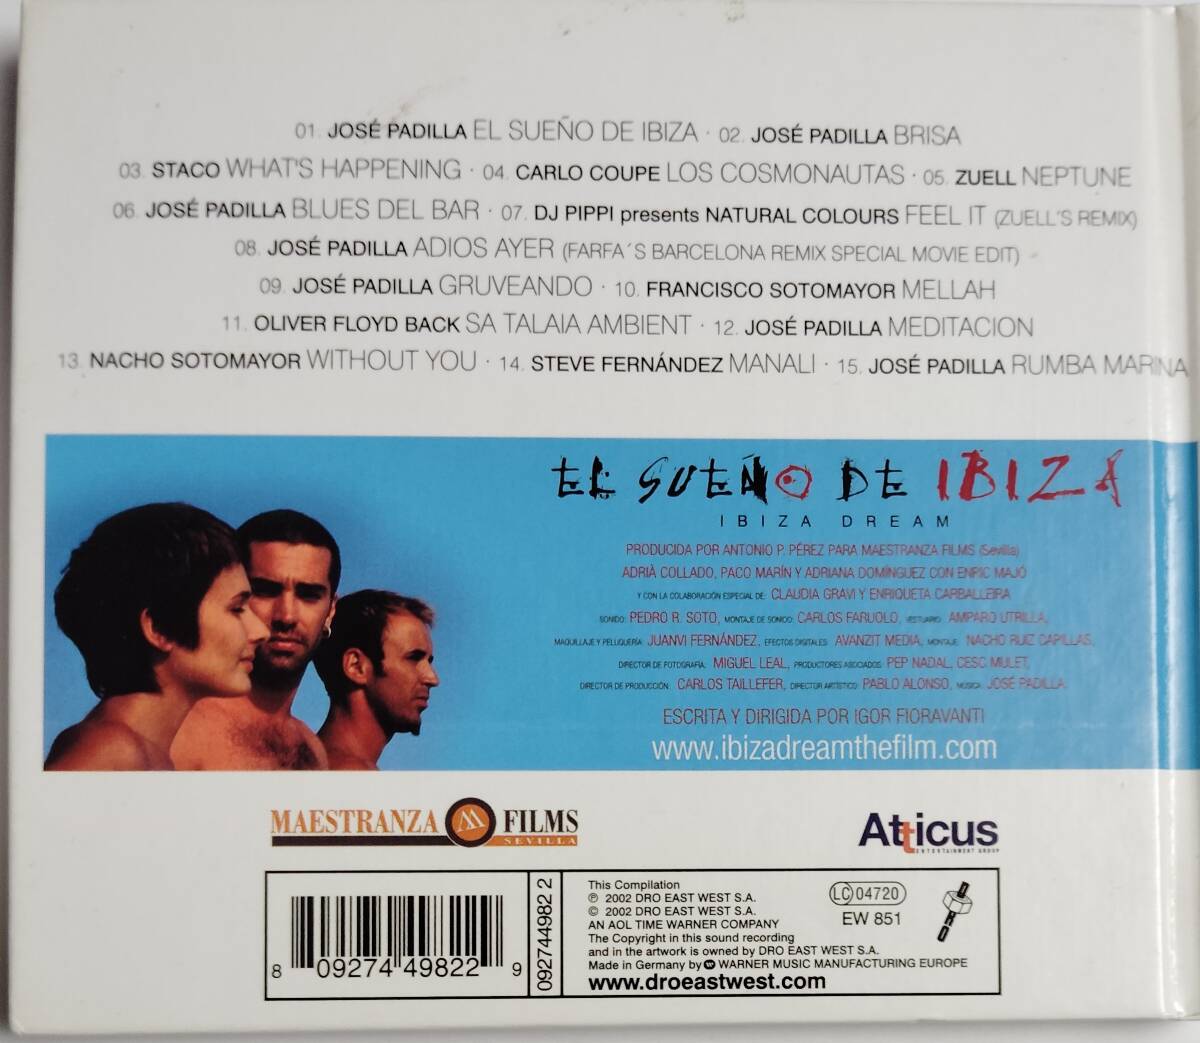 01. JOSÉ PADILLA EL SUEÑO DE IBIZA · 02. JOSÉ PADILLA BRISA
03. STACO WHAT'S HAPPENING · 04. CARLO COUPE LOS COSMONAUTAS · 05. ZUELL NEPTUNE
06. JOSÉ PADILLA BLUES DEL BAR · 07. DJ PIPPI presents NATURAL COLOURS FEEL IT (ZUELL´S REMIX)
08. JOSÉ PADILLA ADIOS AYER (FARFA´S BARCELONA REMIX SPECIAL MOVIE EDIT) ·
09. JOSÉ PADILLA GRUVEANDO · 10. FRANCISCO SOTOMAYOR MELLAH
11. OLIVER FLOYD BACK SA TALAIA AMBIENT · 12. JOSÉ PADILLA MEDITACION
13. NACHO SOTOMAYOR WITHOUT YOU · 14. STEVE FERNÁNDEZ MANALI · 15. JOSÉ PADILLA RUMBA MARINA
EL SUEÑO DE IBIZA
IBIZA DREAM
PRODUCIDA POR ANTONIO P. PÉREZ PARA MAESTRANZA FILMS (Sevilla)
ADRIÀ COLLADO, PACO MARÍN Y ADRIANA DOMÍNGUEZ CON ENRIC MAJÓ
Y CON LA COLABORACIÓN ESPECIAL DE: CLAUDIA GRAVI Y ENRIQUETA CARBALLEIRA
SONIDO: PEDRO R. SOTO, MONTAJE DE SONIDO: CARLOS FARUOLO, VESTUARIO: AMPARO UTRILLA,
MAQUILLAJE Y PELUQUERÍA: JUANVI FERNÁNDEZ, EFECTOS DIGITALES: AVANZIT MEDIA, MONTAJE: NACHO RUIZ CAPILLAS,
DIRECTOR DE FOTOGRAFÍA: MIGUEL LEAL, PRODUCTORES ASOCIADOS: PEP NADAL, CESC MULET,
DIRECTOR DE PRODUCCIÓN: CARLOS TAILLEFER, DIRECTOR ARTÍSTICO: PABLO ALONSO, MÚSICA: JOSÉ PADILLA.
ESCRITA Y DIRIGIDA POR IGOR FIORAVANTI
www.ibizadreamthefilm.com
MAESTRANZA M FILMS
SEVILLA
Atticus
ENTERTAINMENT GROUP
8 09274 49822 9
0927449822 2
This Compilation
℗ 2002 DRO EAST WEST S.A.
© 2002 DRO EAST WEST S.A.
AN AOL TIME WARNER COMPANY
The Copyright in this sound recording
and in the artwork is owned by DRO EAST WEST S.A.
Made in Germany by WARNER MUSIC MANUFACTURING EUROPE
www.droeastwest.com
LC 04720
EW 851
DRO